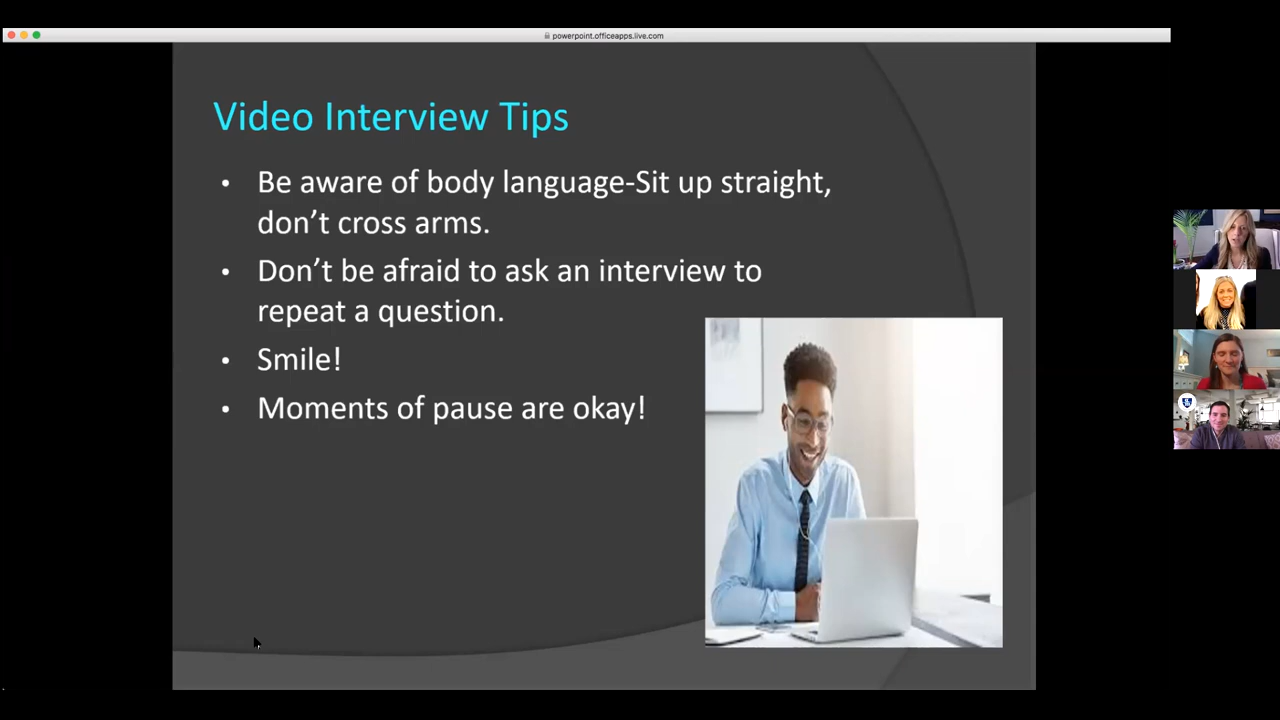 powerpoint.officeapps.live.com
Video Interview Tips
• Be aware of body language-Sit up straight,
don't cross arms.
• Don't be afraid to ask an interview to
repeat a question.
• Smile!
• Moments of pause are okay!